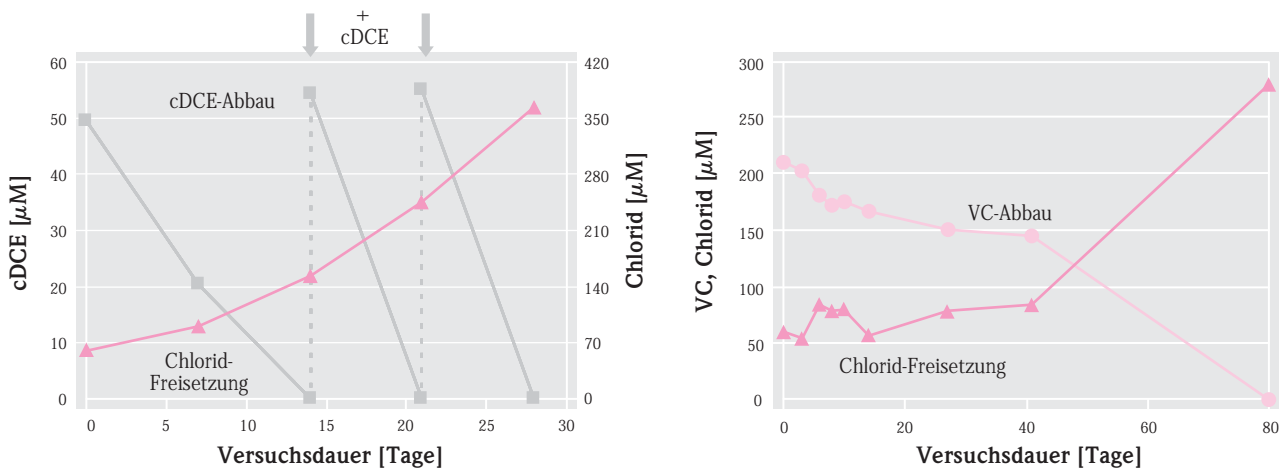 +
cDCE
60
50
40
30
20
10
0
cDCE [µM]
cDCE-Abbau
Chlorid-
Freisetzung
420
350
280
210
140
70
0
Chlorid [µM]
0 5 10 15 20 25 30
Versuchsdauer [Tage]
300
250
200
150
100
50
0
VC, Chlorid [µM]
VC-Abbau
Chlorid-Freisetzung
0 20 40 60 80
Versuchsdauer [Tage]